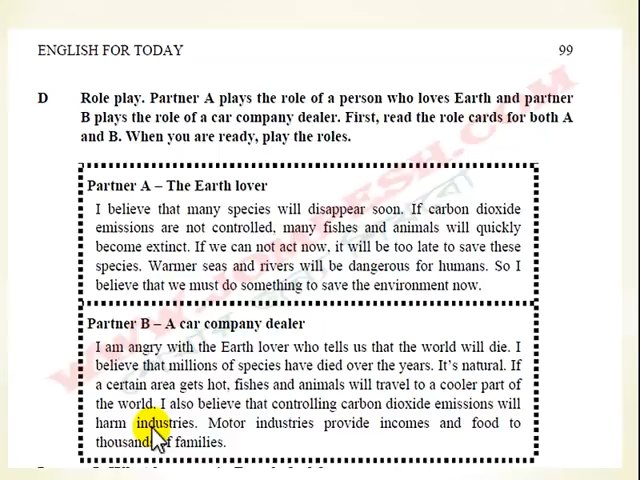 ENGLISH FOR TODAY 99
D Role play. Partner A plays the role of a person who loves Earth and partner
B plays the role of a car company dealer. First, read the role cards for both A
and B. When you are ready, play the roles.
Partner A – The Earth lover
I believe that many species will disappear soon. If carbon dioxide
emissions are not controlled, many fishes and animals will quickly
become extinct. If we can not act now, it will be too late to save these
species. Warmer seas and rivers will be dangerous for humans. So I
believe that we must do something to save the environment now.
Partner B – A car company dealer
I am angry with the Earth lover who tells us that the world will die. I
believe that millions of species have died over the years. It's natural. If
a certain area gets hot, fishes and animals will travel to a cooler part of
the world. I also believe that controlling carbon dioxide emissions will
harm industries. Motor industries provide incomes and food to
thousands of families.